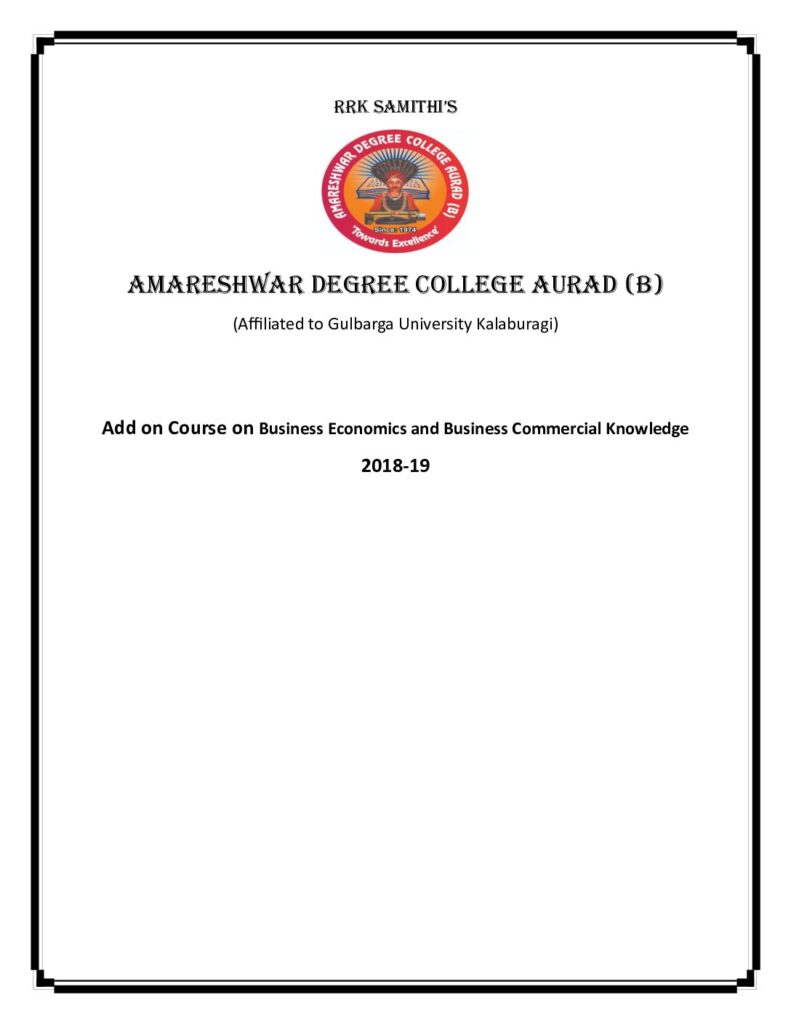 RRK SAMITHI'S
AMARESHWAR DEGREE COLLEGE AURAD (B)
Since: 1974
'Towards Excellence'
AMARESHWAR DEGREE COLLEGE AURAD (B)
(Affiliated to Gulbarga University Kalaburagi)
Add on Course on Business Economics and Business Commercial Knowledge
2018-19